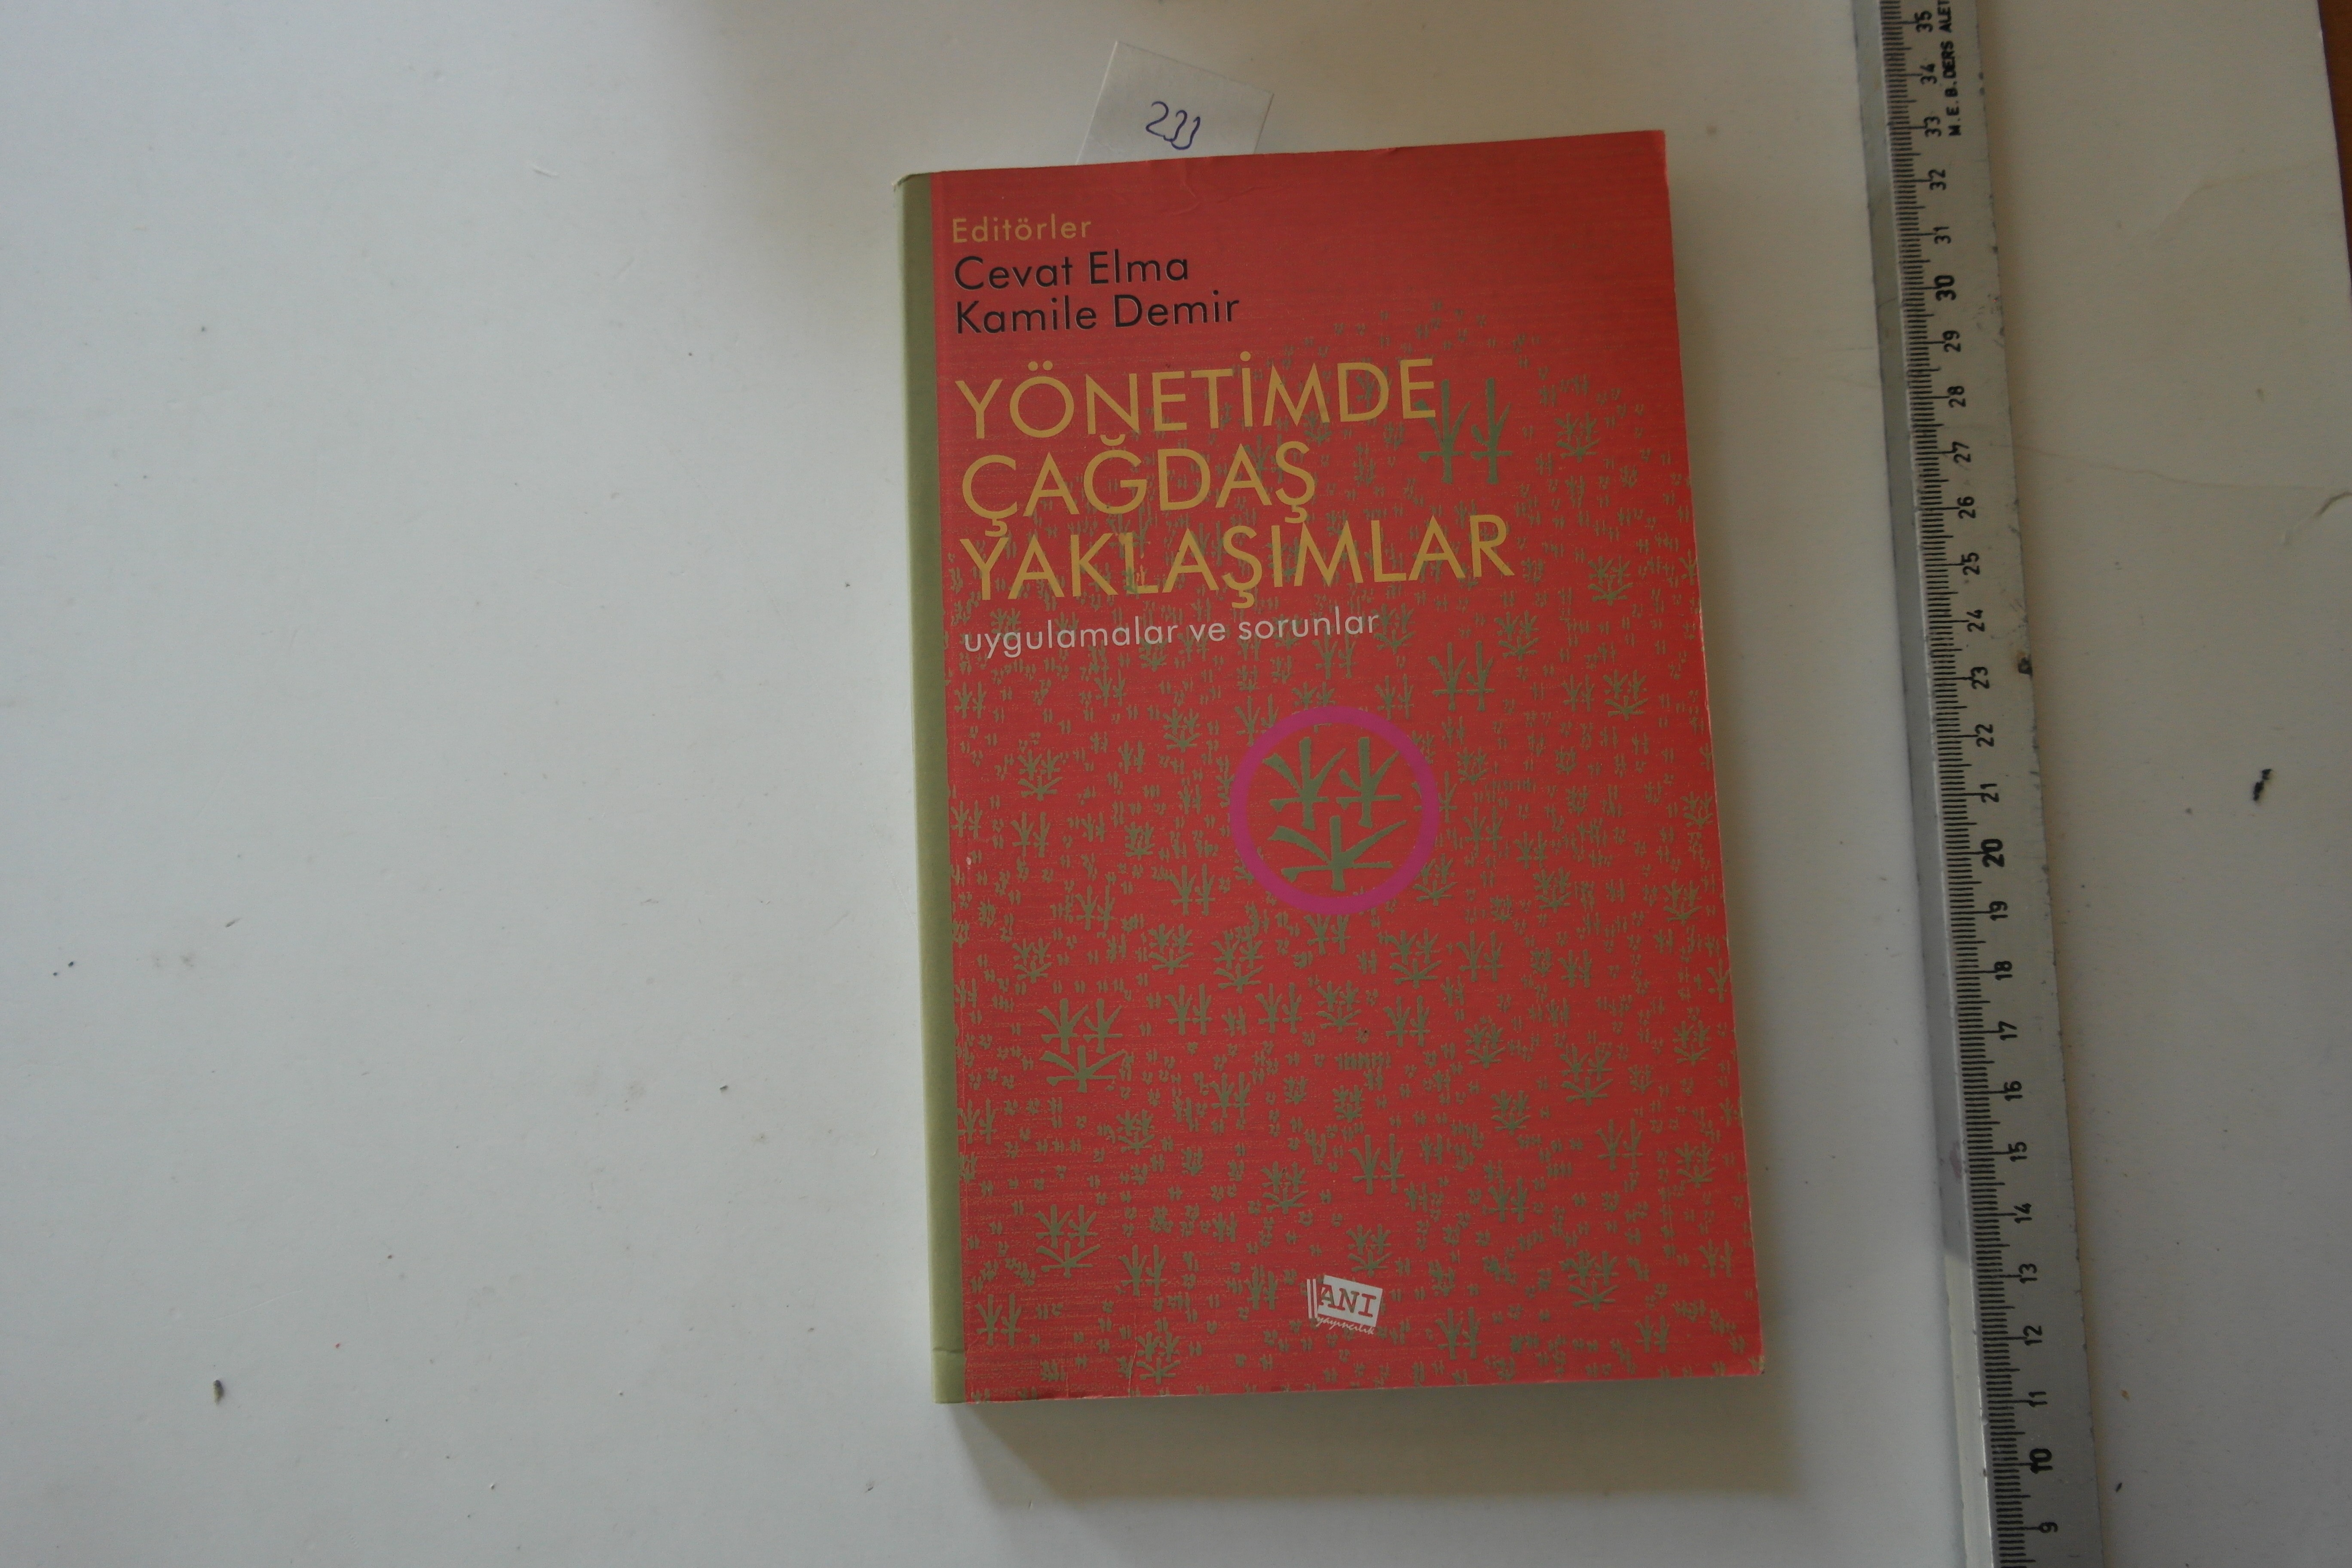 233
Editörler
Cevat Elma
Kamile Demir
YÖNETİMDE
ÇAĞDAŞ
YAKLAŞIMLAR
uygulamalar ve sorunlar
ANI
yayıncılık
M.E.B. DERS ALET
35
34
33
32
31
30
29
28
27
26
25
24
23
22
21
20
19
18
17
16
15
14
13
12
11
10
9